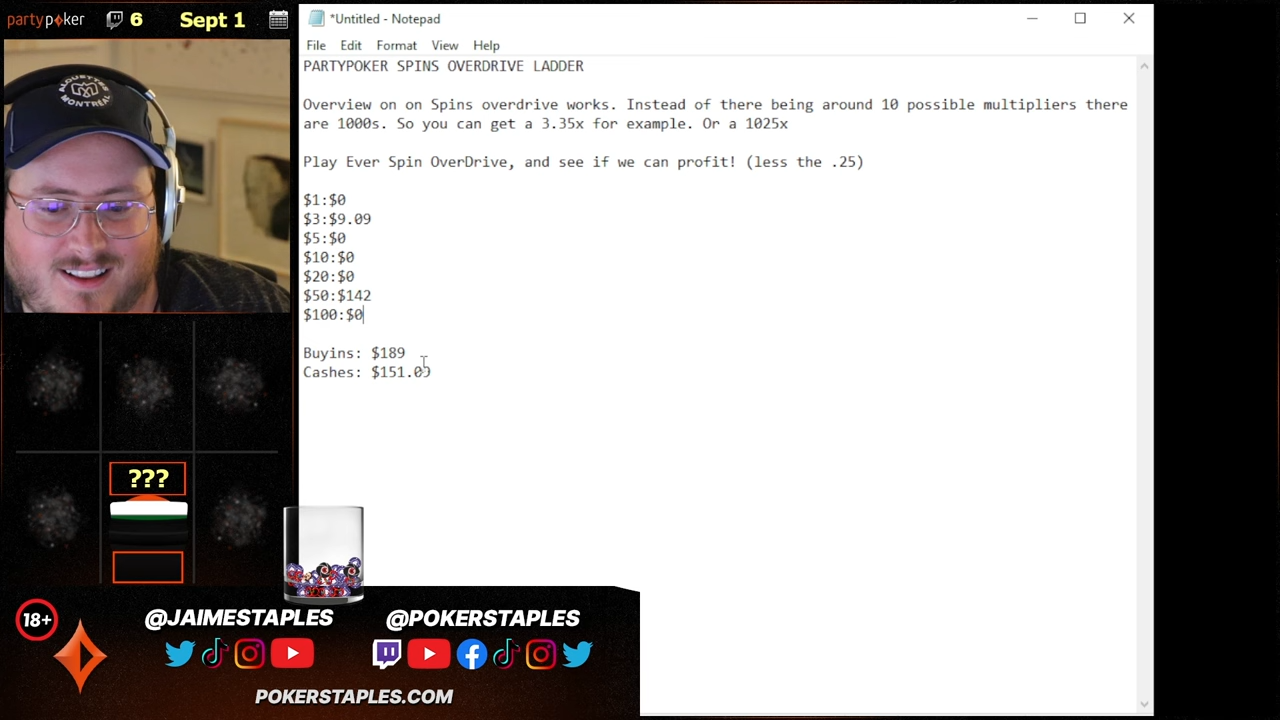 partypoker
6
Sept 1
*Untitled - Notepad
File Edit Format View Help
PARTYPOKER SPINS OVERDRIVE LADDER
Overview on on Spins overdrive works. Instead of there being around 10 possible multipliers there
are 1000s. So you can get a 3.35x for example. Or a 1025x
Play Ever Spin OverDrive, and see if we can profit! (less the .25)
$1:$0
$3:$9.09
$5:$0
$10:$0
$20:$0
$50:$142
$100:$0
Buyins: $189
Cashes: $151.09
ALOUETTES
MONTREAL
???
18+
@JAIMESTAPLES
@POKERSTAPLES
POKERSTAPLES.COM